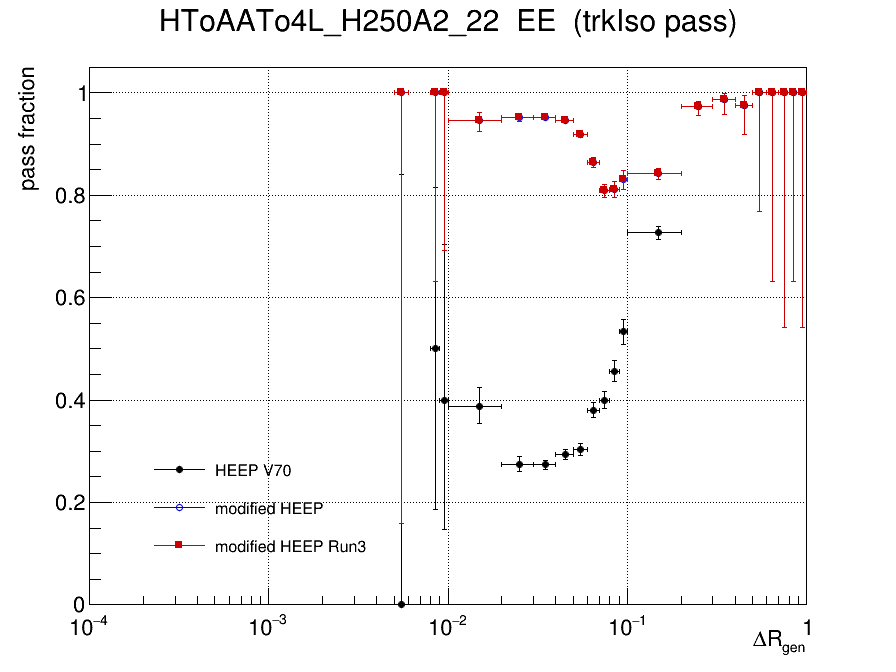 HToAATo4L_H250A2_22 EE (trkIso pass)
pass fraction
1
0.8
0.6
0.4
0.2
0
HEEP V70
modified HEEP
modified HEEP Run3
10−4 10−3 10−2 10−1 1
ΔRgen